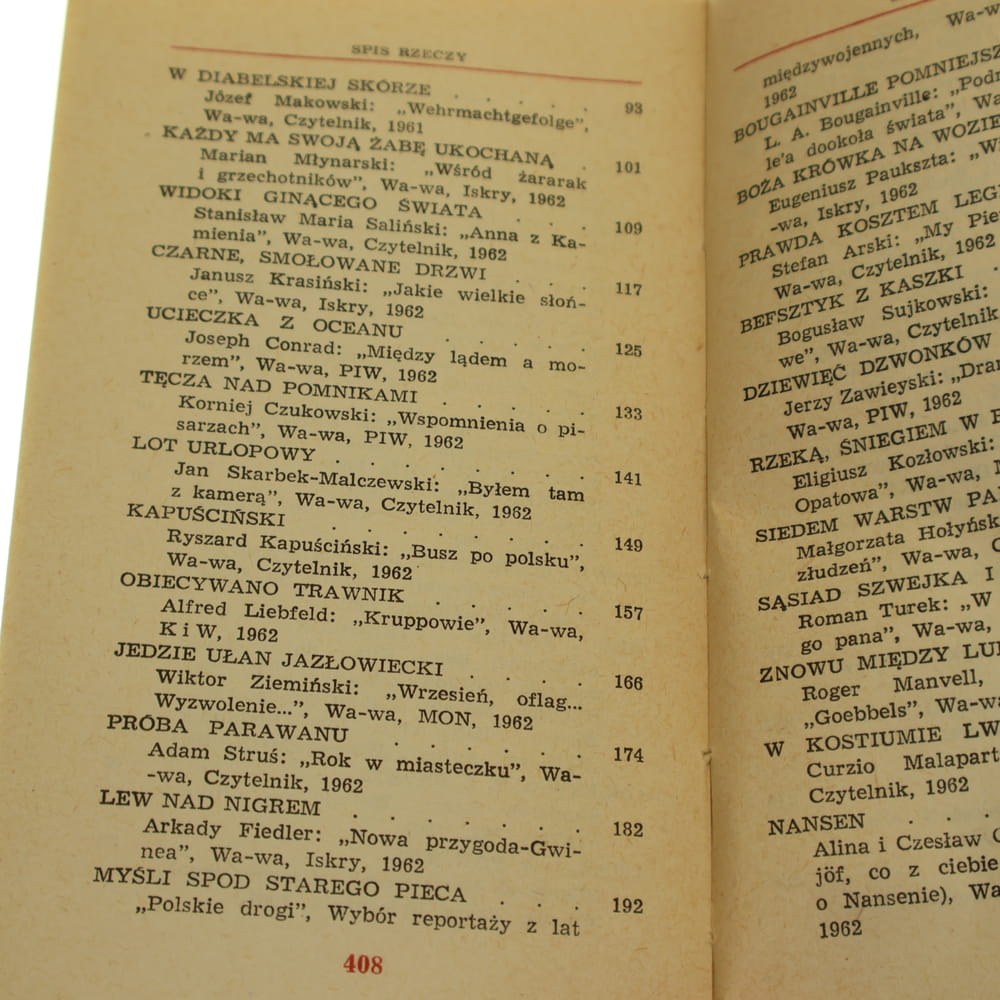 SPIS RZECZY
W DIABELSKIEJ SKÓRZE . . . . . 93
Józef Makowski: „Wehrmachtgefolge”,
Wa-wa, Czytelnik, 1961
KAŻDY MA SWOJĄ ŻABĘ UKOCHANĄ . 101
Marian Młynarski: „Wśród żararak
i grzechotników”, Wa-wa, Iskry, 1962
WIDOKI GINĄCEGO ŚWIATA . . . 109
Stanisław Maria Saliński: „Anna z Ka-
mienia”, Wa-wa, Czytelnik, 1962
CZARNE, SMOŁOWANE DRZWI . . . 117
Janusz Krasiński: „Jakie wielkie słoń-
ce”, Wa-wa, Iskry, 1962
UCIECZKA Z OCEANU . . . . . 125
Joseph Conrad: „Między lądem a mo-
rzem”, Wa-wa, PIW, 1962
TĘCZA NAD POMNIKAMI . . . . . 133
Korniej Czukowski: „Wspomnienia o pi-
sarzach”, Wa-wa, PIW, 1962
LOT URLOPOWY . . . . . . . 141
Jan Skarbek-Malczewski: „Byłem tam
z kamerą”, Wa-wa, Czytelnik, 1962
KAPUŚCIŃSKI . . . . . . . 149
Ryszard Kapuściński: „Busz po polsku”,
Wa-wa, Czytelnik, 1962
OBIECYWANO TRAWNIK . . . . . 157
Alfred Liebfeld: „Kruppowie”, Wa-wa,
K i W, 1962
JEDZIE UŁAN JAZŁOWIECKI . . . . 166
Wiktor Ziemiński: „Wrzesień, oflag...
Wyzwolenie...”, Wa-wa, MON, 1962
PRÓBA PARAWANU . . . . . . 174
Adam Struś: „Rok w miasteczku”, Wa-
-wa, Czytelnik, 1962
LEW NAD NIGREM . . . . . . . 182
Arkady Fiedler: „Nowa przygoda-Gwi-
nea”, Wa-wa, Iskry, 1962
MYŚLI SPOD STAREGO PIECA . . . 192
„Polskie drogi”, Wybór reportaży z lat
408
międzywojennych, Wa-w
1962
BOUGAINVILLE POMNIEJSZ
L. A. Bougainville: „Podr
le'a dookoła świata”, Wa
BOŻA KRÓWKA NA WOZIE
Eugeniusz Paukszta: „W
-wa, Iskry, 1962
PRAWDA KOSZTEM LEG
Stefan Arski: „My Pie
Wa-wa, Czytelnik, 1962
BEFSZTYK Z KASZKI .
Bogusław Sujkowski:
we”, Wa-wa, Czytelnik
DZIEWIĘĆ DZWONKÓW
Jerzy Zawieyski: „Dra
Wa-wa, PIW, 1962
RZEKĄ, ŚNIEGIEM W
Eligiusz Kozłowski:
Opatowa”, Wa-wa,
SIEDEM WARSTW PA
Małgorzata Hołyńsk
złudzeń”, Wa-wa, C
SĄSIAD SZWEJKA I
Roman Turek: „W
go pana”, Wa-wa,
ZNOWU MIĘDZY LU
Roger Manvell,
„Goebbels”, Wa-w
W KOSTIUMIE LW
Curzio Malapart
Czytelnik, 1962
NANSEN . . . .
Alina i Czesław C
jöf, co z ciebie
o Nansenie), Wa
1962